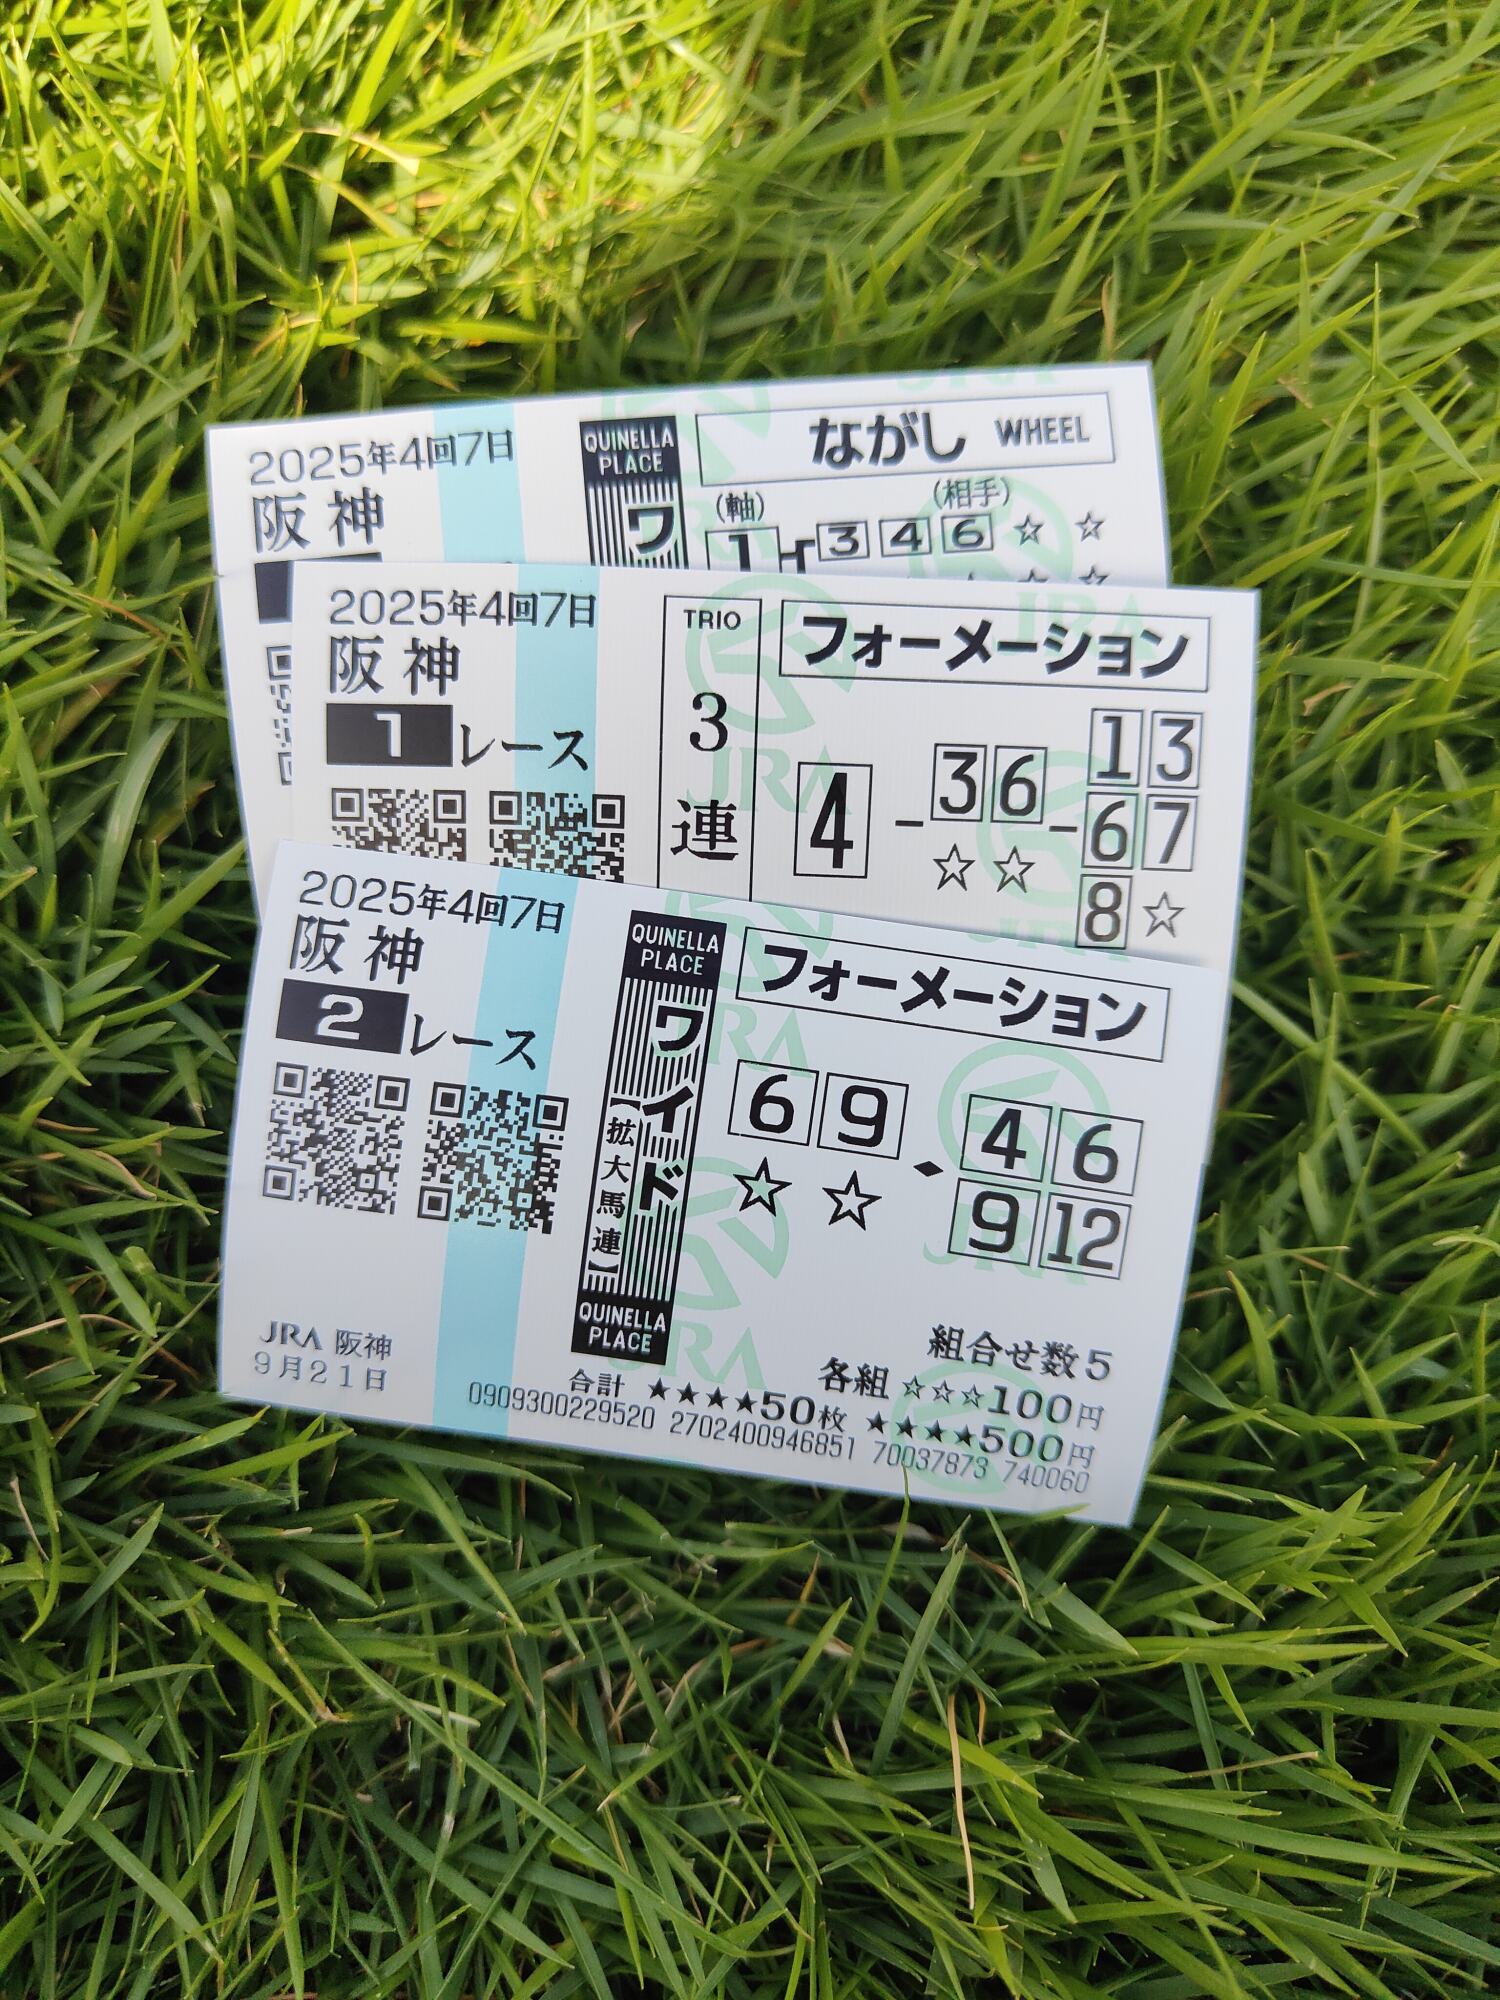 2025年4回7日
阪神
QUINELLA PLACE
ワ
ながし WHEEL
(軸) (相手)
1 3 4 6 ☆ ☆
2025年4回7日
阪神
1レース
TRIO
3連
フォーメーション
4 - 3 6 - 1 3
☆ ☆ 6 7
8 ☆
2025年4回7日
阪神
2レース
QUINELLA PLACE
ワイド
【拡大馬連】
QUINELLA PLACE
フォーメーション
6 9 ◆ 4 6
☆ ☆ 9 12
JRA 阪神
9月21日
組合せ数5
各組 ☆☆☆100円
合計 ★★★★50枚 ★★★★500円
0909300229520 2702400946851 70037873 740060